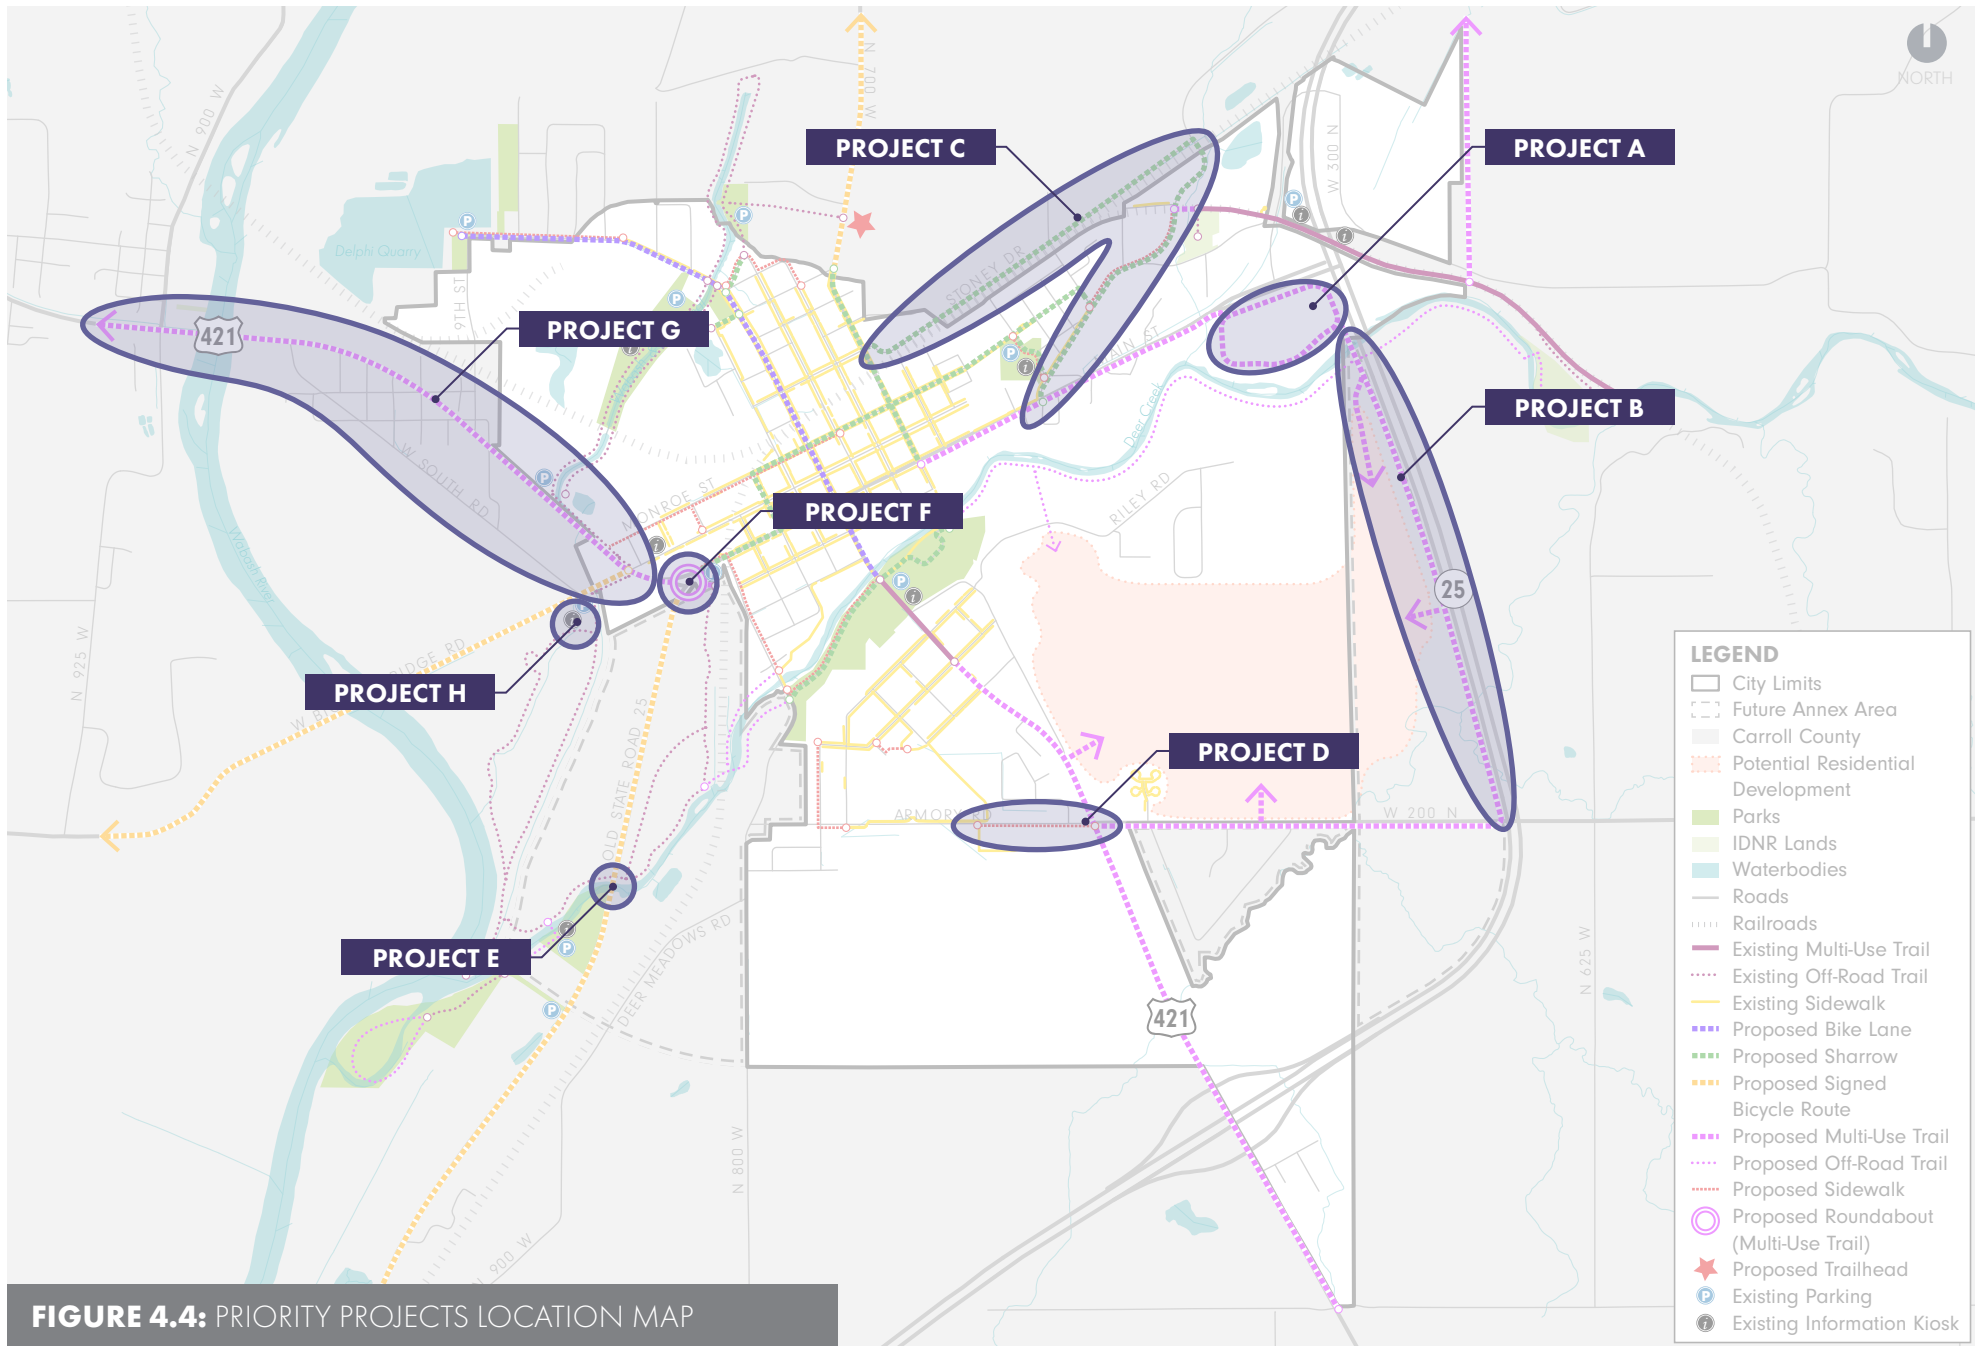 NORTH
N 900 W
N 700 W
W 300 N
PROJECT C
PROJECT A
Delphi Quarry
9TH ST
STONEY DR
421
PROJECT G
MAIN ST
Deer Creek
PROJECT B
W SOUTH RD
MONROE ST
RILEY RD
PROJECT F
Wabash River
25
N 925 W
PROJECT H
OLD STATE ROAD 25
PROJECT D
ARMORY RD
W 200 N
PROJECT E
DEER MEADOWS RD
N 625 W
421
N 800 W
N 900 W
LEGEND
City Limits
Future Annex Area
Carroll County
Potential Residential
Development
Parks
IDNR Lands
Waterbodies
Roads
Railroads
Existing Multi-Use Trail
Existing Off-Road Trail
Existing Sidewalk
Proposed Bike Lane
Proposed Sharrow
Proposed Signed
Bicycle Route
Proposed Multi-Use Trail
Proposed Off-Road Trail
Proposed Sidewalk
Proposed Roundabout
(Multi-Use Trail)
Proposed Trailhead
P Existing Parking
i Existing Information Kiosk
FIGURE 4.4: PRIORITY PROJECTS LOCATION MAP